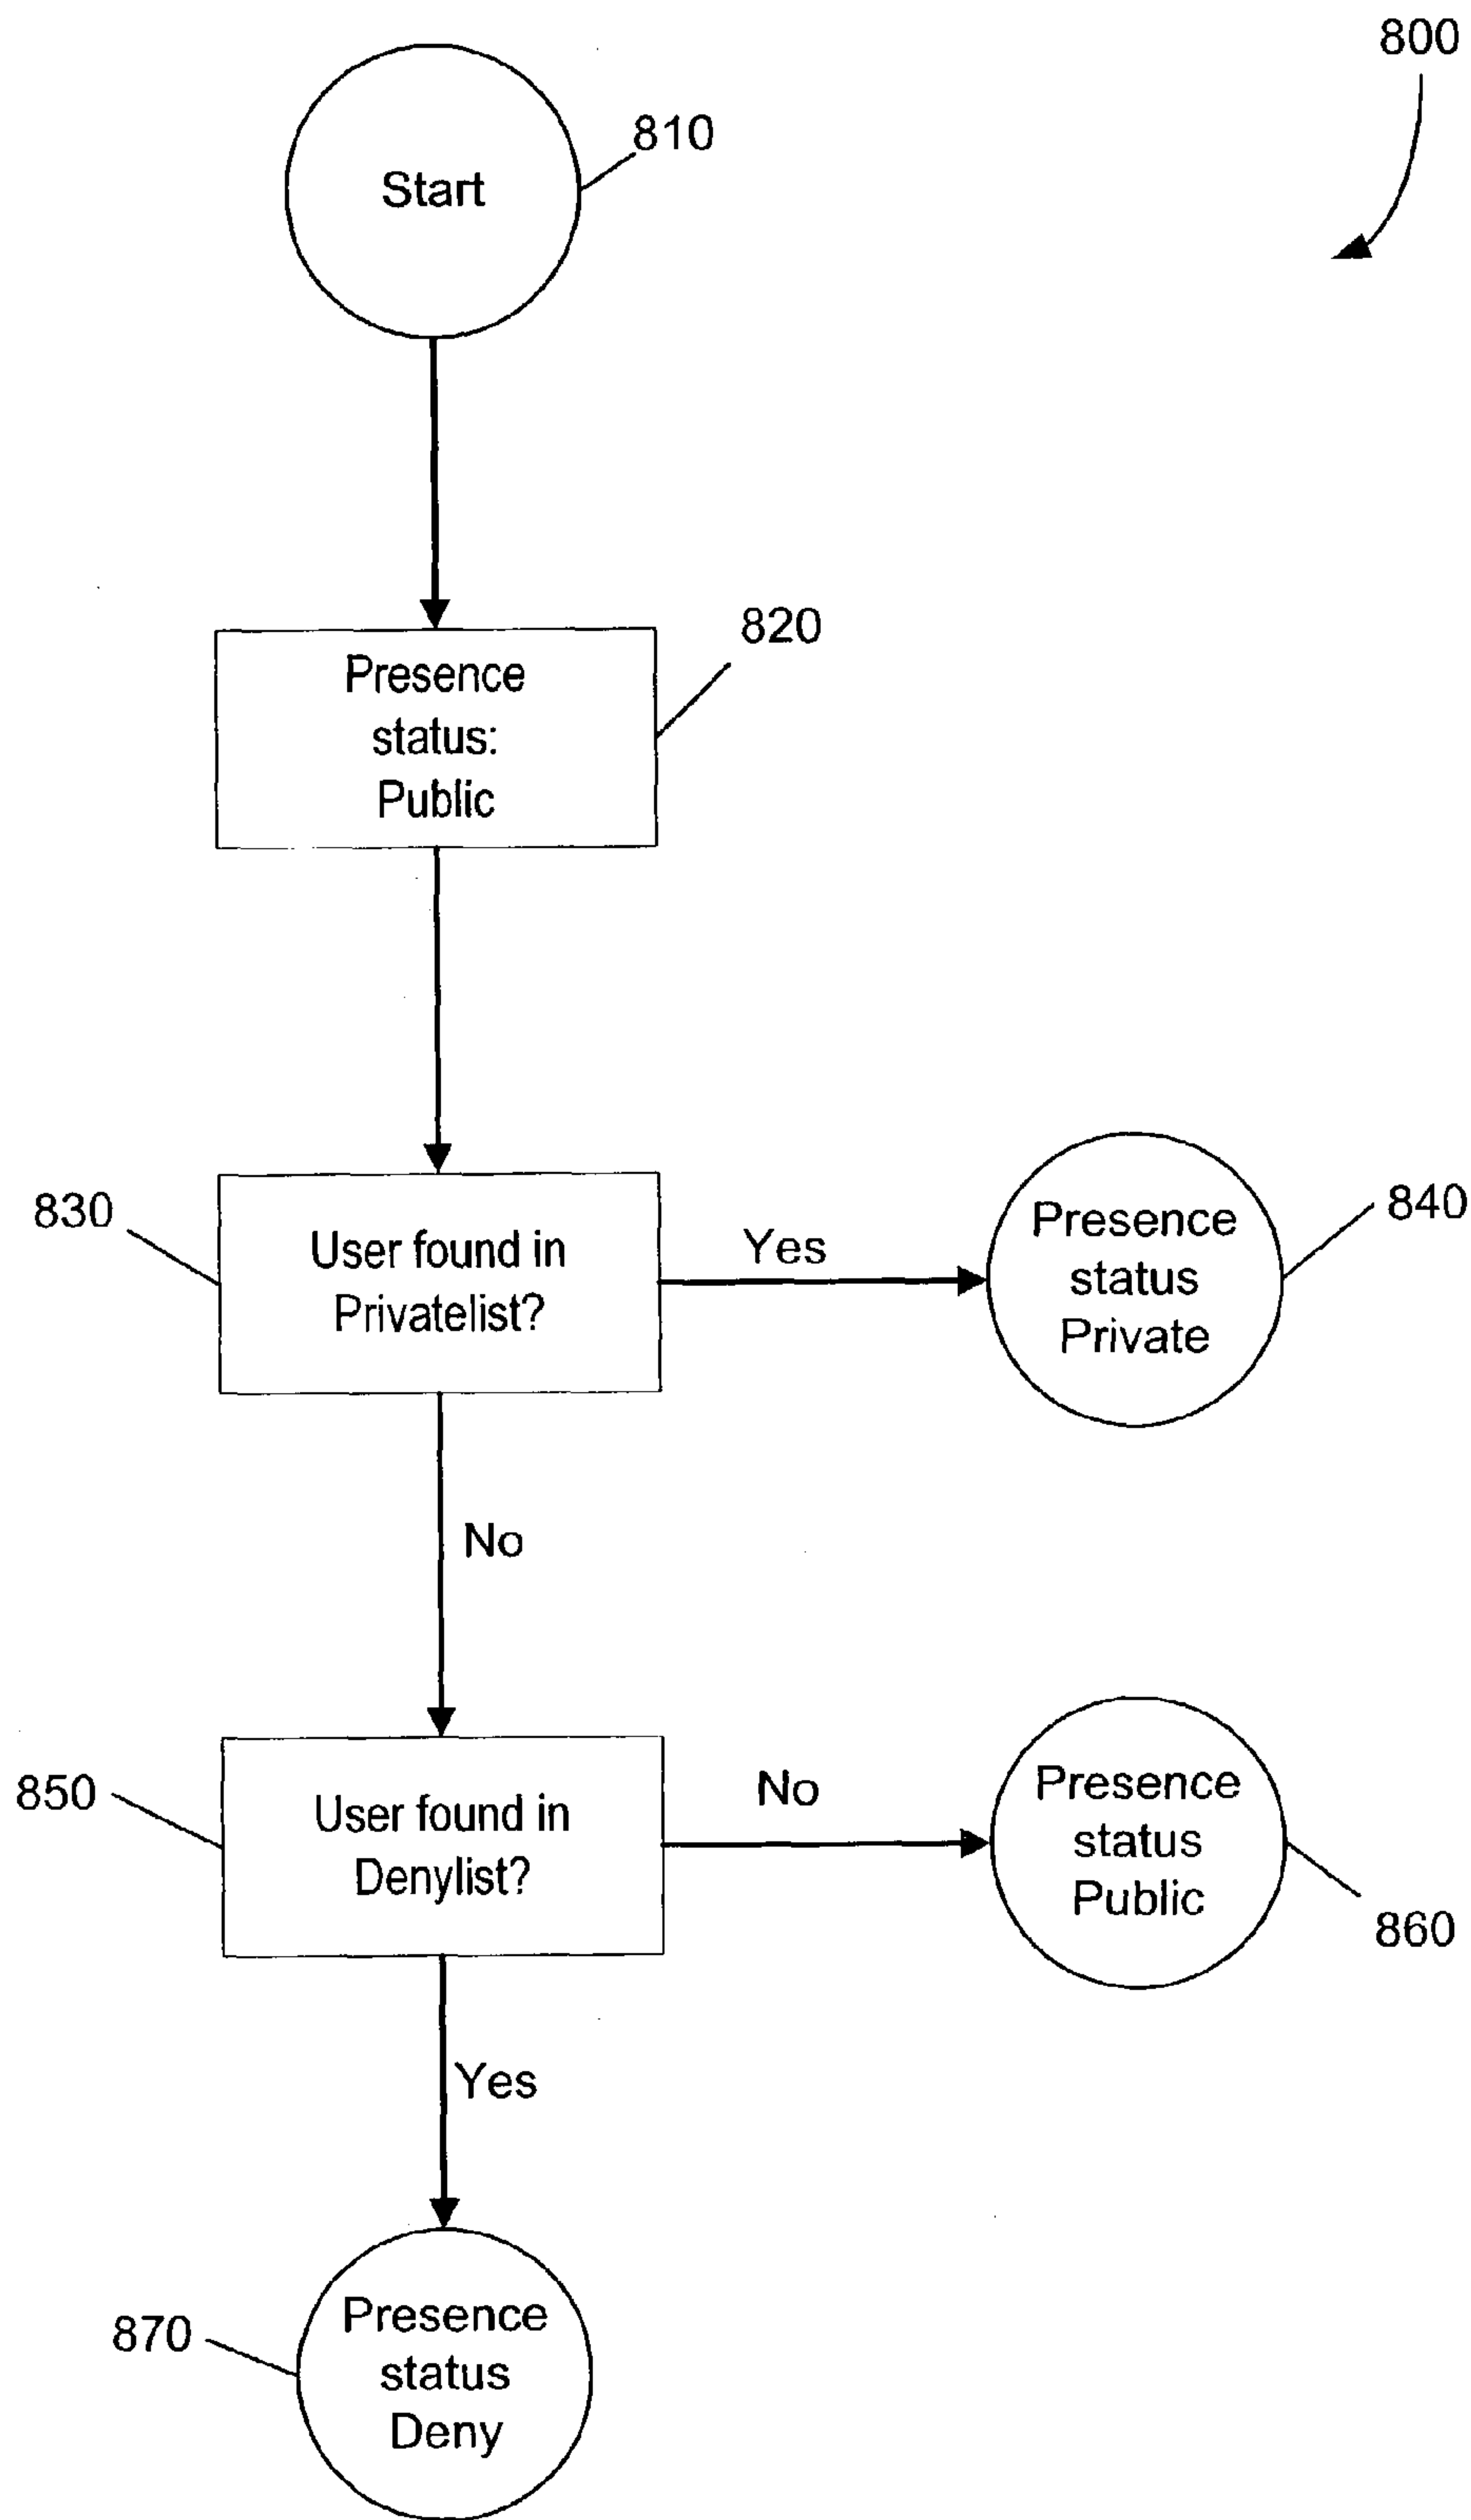 800
810
Start
820
Presence
status:
Public
830
User found in
Privatelist?
Yes
Presence
status
Private
840
No
850
User found in
Denylist?
No
Presence
status
Public
860
Yes
870
Presence
status
Deny